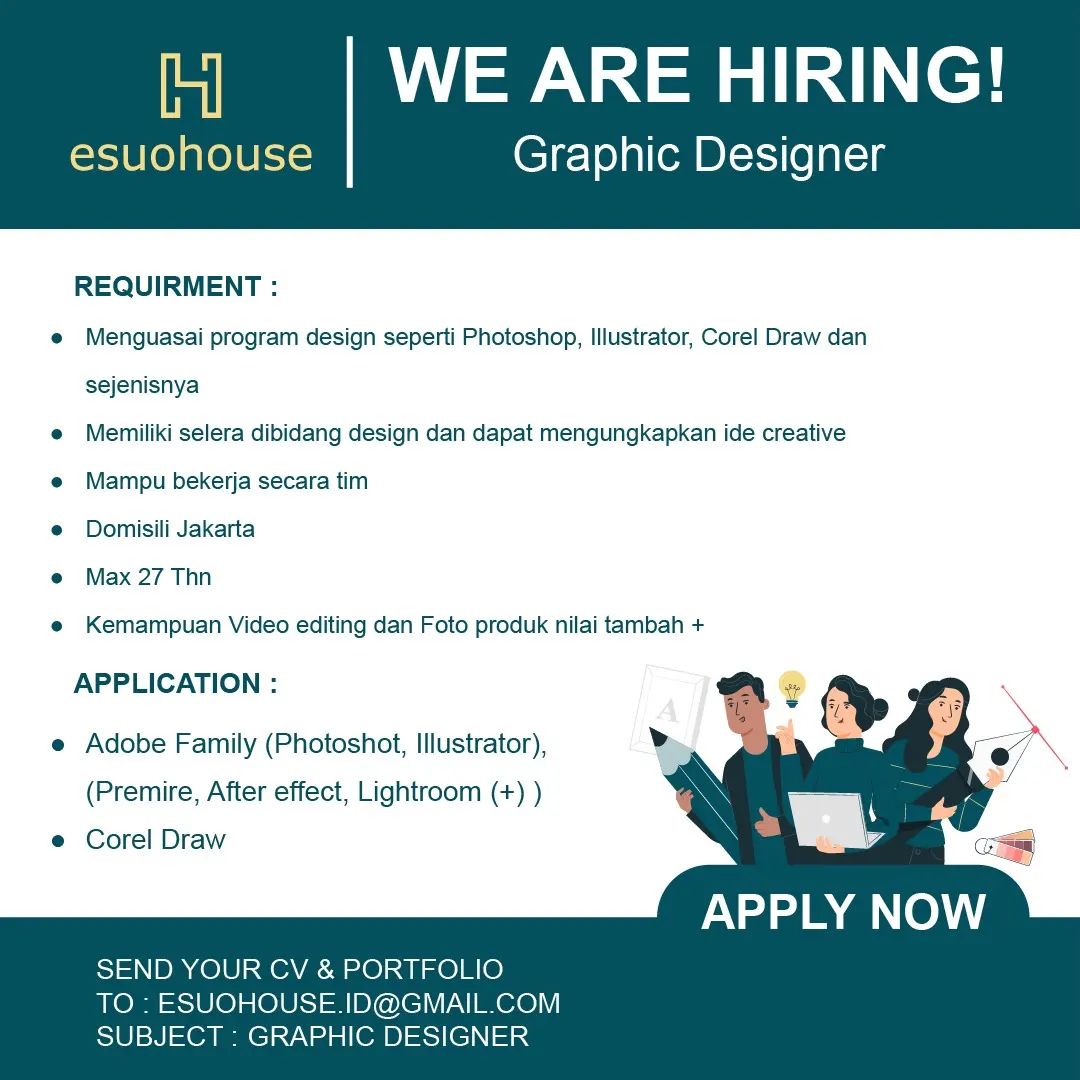 esuohouse
WE ARE HIRING!
Graphic Designer
REQUIRMENT :
● Menguasai program design seperti Photoshop, Illustrator, Corel Draw dan
sejenisnya
● Memiliki selera dibidang design dan dapat mengungkapkan ide creative
● Mampu bekerja secara tim
● Domisili Jakarta
● Max 27 Thn
● Kemampuan Video editing dan Foto produk nilai tambah +
APPLICATION :
● Adobe Family (Photoshot, Illustrator),
(Premire, After effect, Lightroom (+) )
● Corel Draw
A
APPLY NOW
SEND YOUR CV & PORTFOLIO
TO : ESUOHOUSE.ID@GMAIL.COM
SUBJECT : GRAPHIC DESIGNER